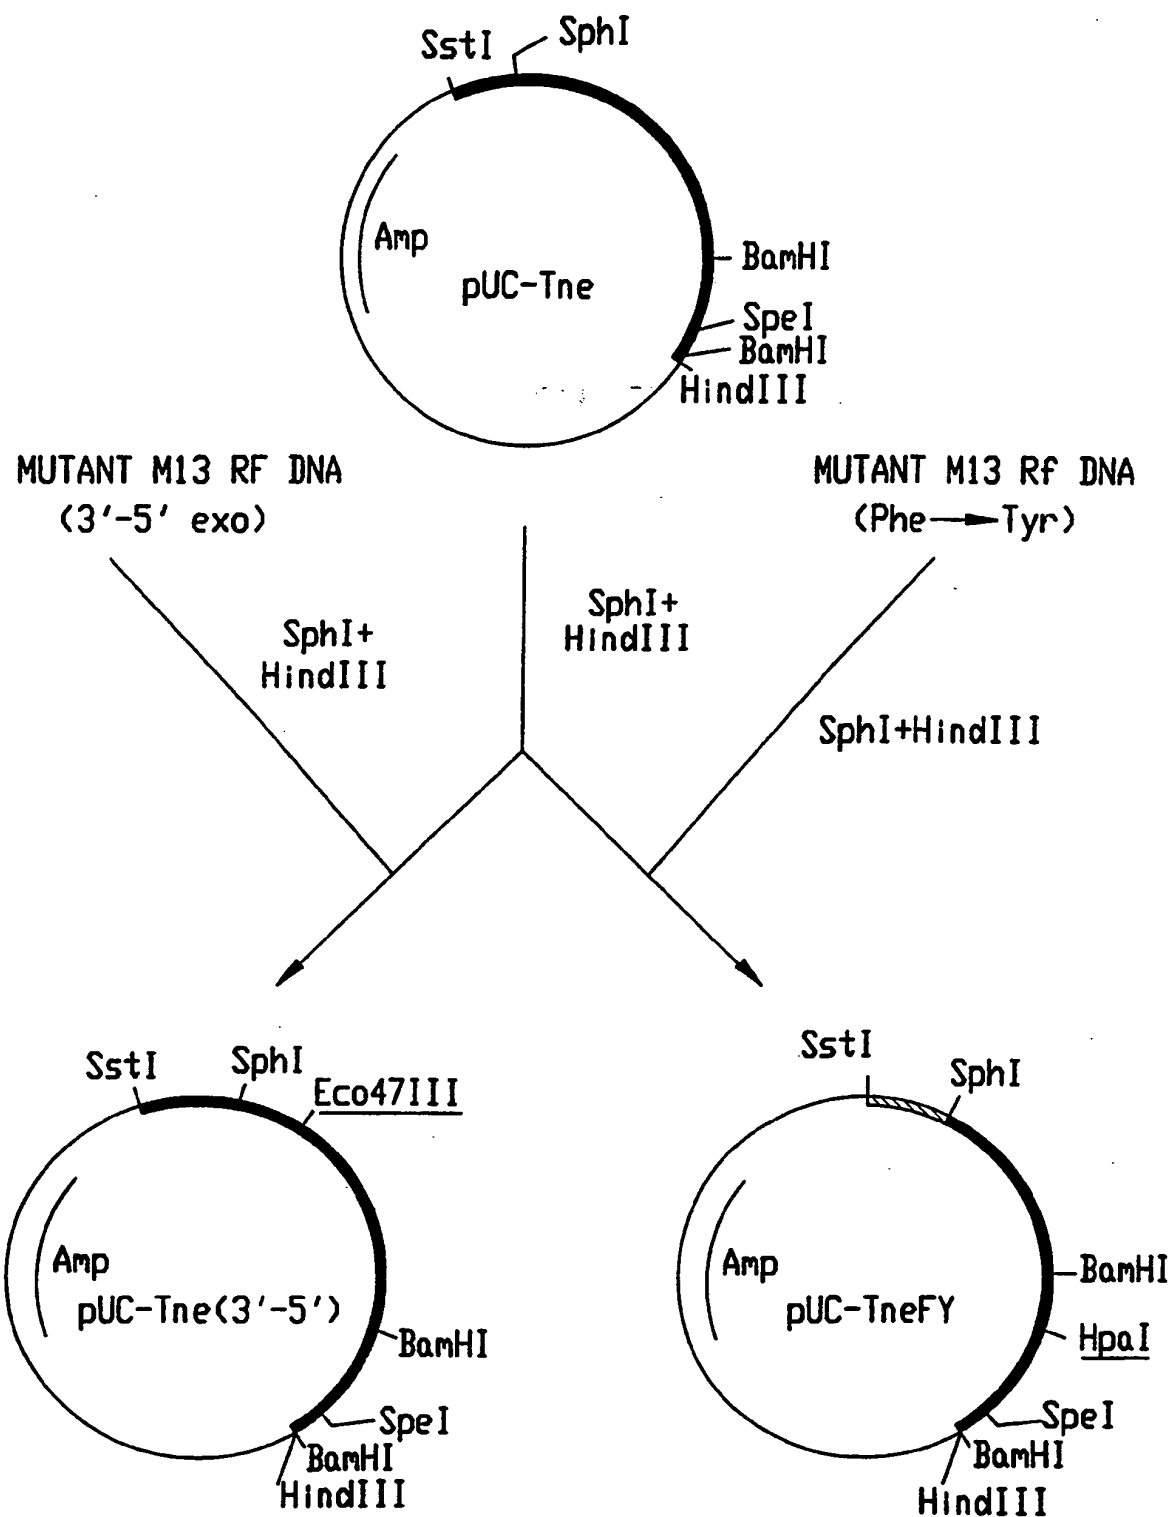 SstI
SphI
Amp
pUC-Tne
BamHI
SpeI
BamHI
HindIII
MUTANT M13 RF DNA
(3'-5' exo)
MUTANT M13 Rf DNA
(Phe→Tyr)
SphI+
HindIII
SphI+
HindIII
SphI+HindIII
SstI
SphI
Eco47III
Amp
pUC-Tne(3'-5')
BamHI
SpeI
BamHI
HindIII
SstI
SphI
Amp
pUC-TneFY
BamHI
HpaI
SpeI
BamHI
HindIII